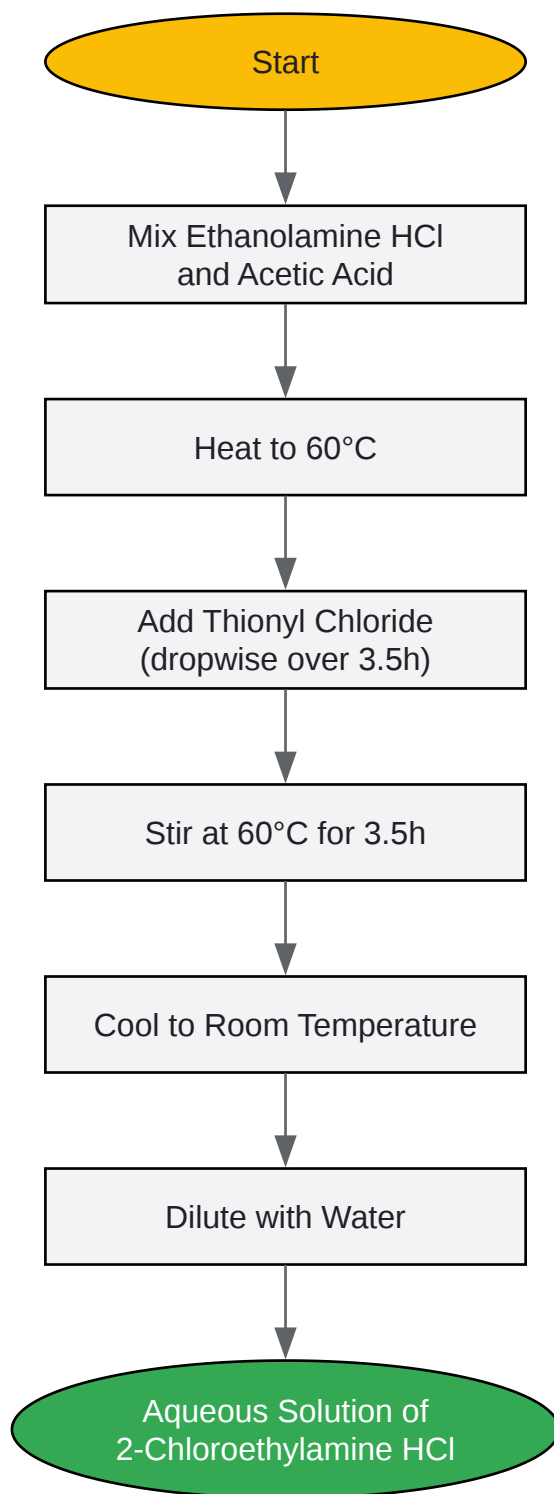 Start
Mix Ethanolamine HCl
and Acetic Acid
Heat to 60°C
Add Thionyl Chloride
(dropwise over 3.5h)
Stir at 60°C for 3.5h
Cool to Room Temperature
Dilute with Water
Aqueous Solution of
2-Chloroethylamine HCl